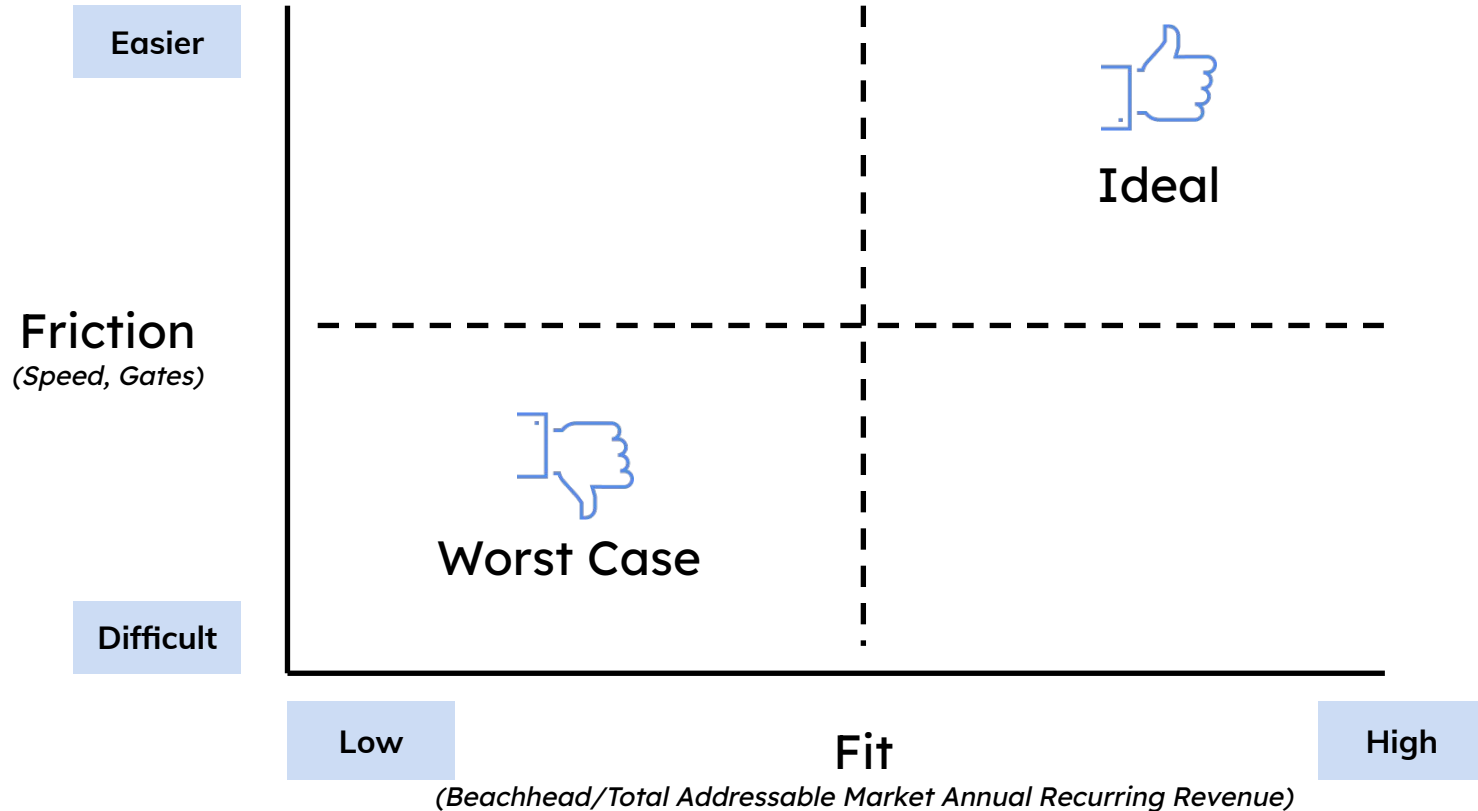 Easier
Ideal
Friction
(Speed, Gates)
Worst Case
Difficult
Low
Fit
High
(Beachhead/Total Addressable Market Annual Recurring Revenue)